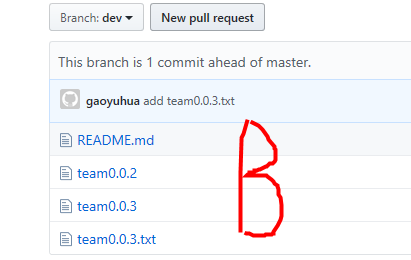 Branch: dev New pull request
This branch is 1 commit ahead of master.
gaoyuhua add team0.0.3.txt
README.md
team0.0.2
team0.0.3
team0.0.3.txt
B